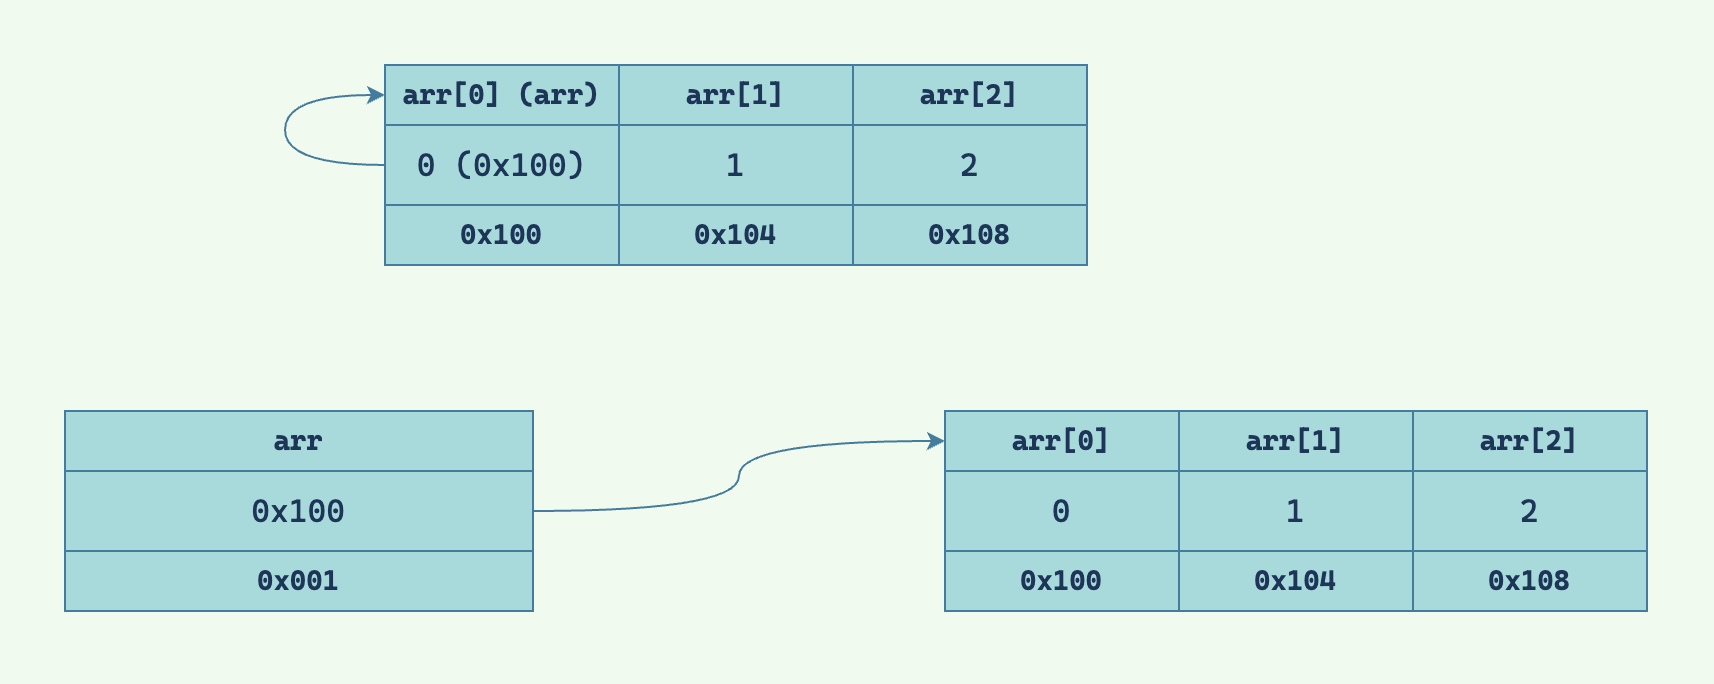 arr[0] (arr) arr[1] arr[2]
0 (0x100) 1 2
0x100 0x104 0x108
arr
0x100
0x001
arr[0] arr[1] arr[2]
0 1 2
0x100 0x104 0x108